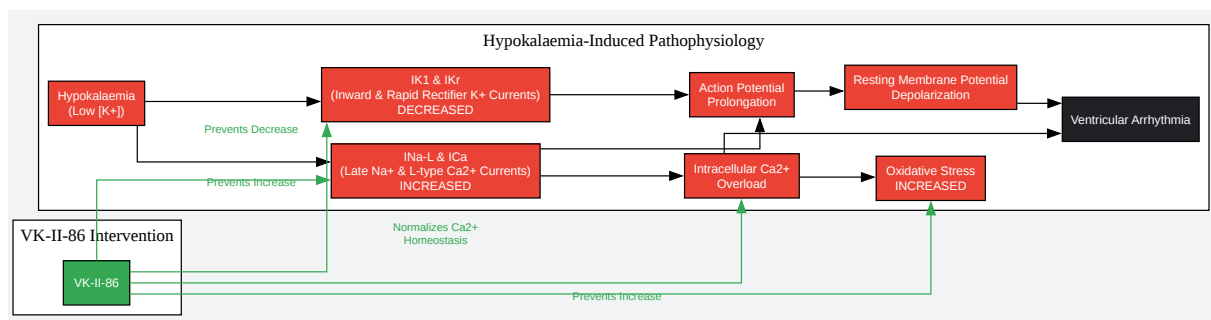 Hypokalaemia-Induced Pathophysiology
Hypokalaemia
(Low [K+])
IK1 & IKr
(Inward & Rapid Rectifier K+ Currents)
DECREASED
Action Potential
Prolongation
Resting Membrane Potential
Depolarization
Ventricular Arrhythmia
Prevents Decrease
INa-L & ICa
(Late Na+ & L-type Ca2+ Currents)
INCREASED
Intracellular Ca2+
Overload
Oxidative Stress
INCREASED
Prevents Increase
VK-II-86 Intervention
Normalizes Ca2+
Homeostasis
VK-II-86
Prevents Increase